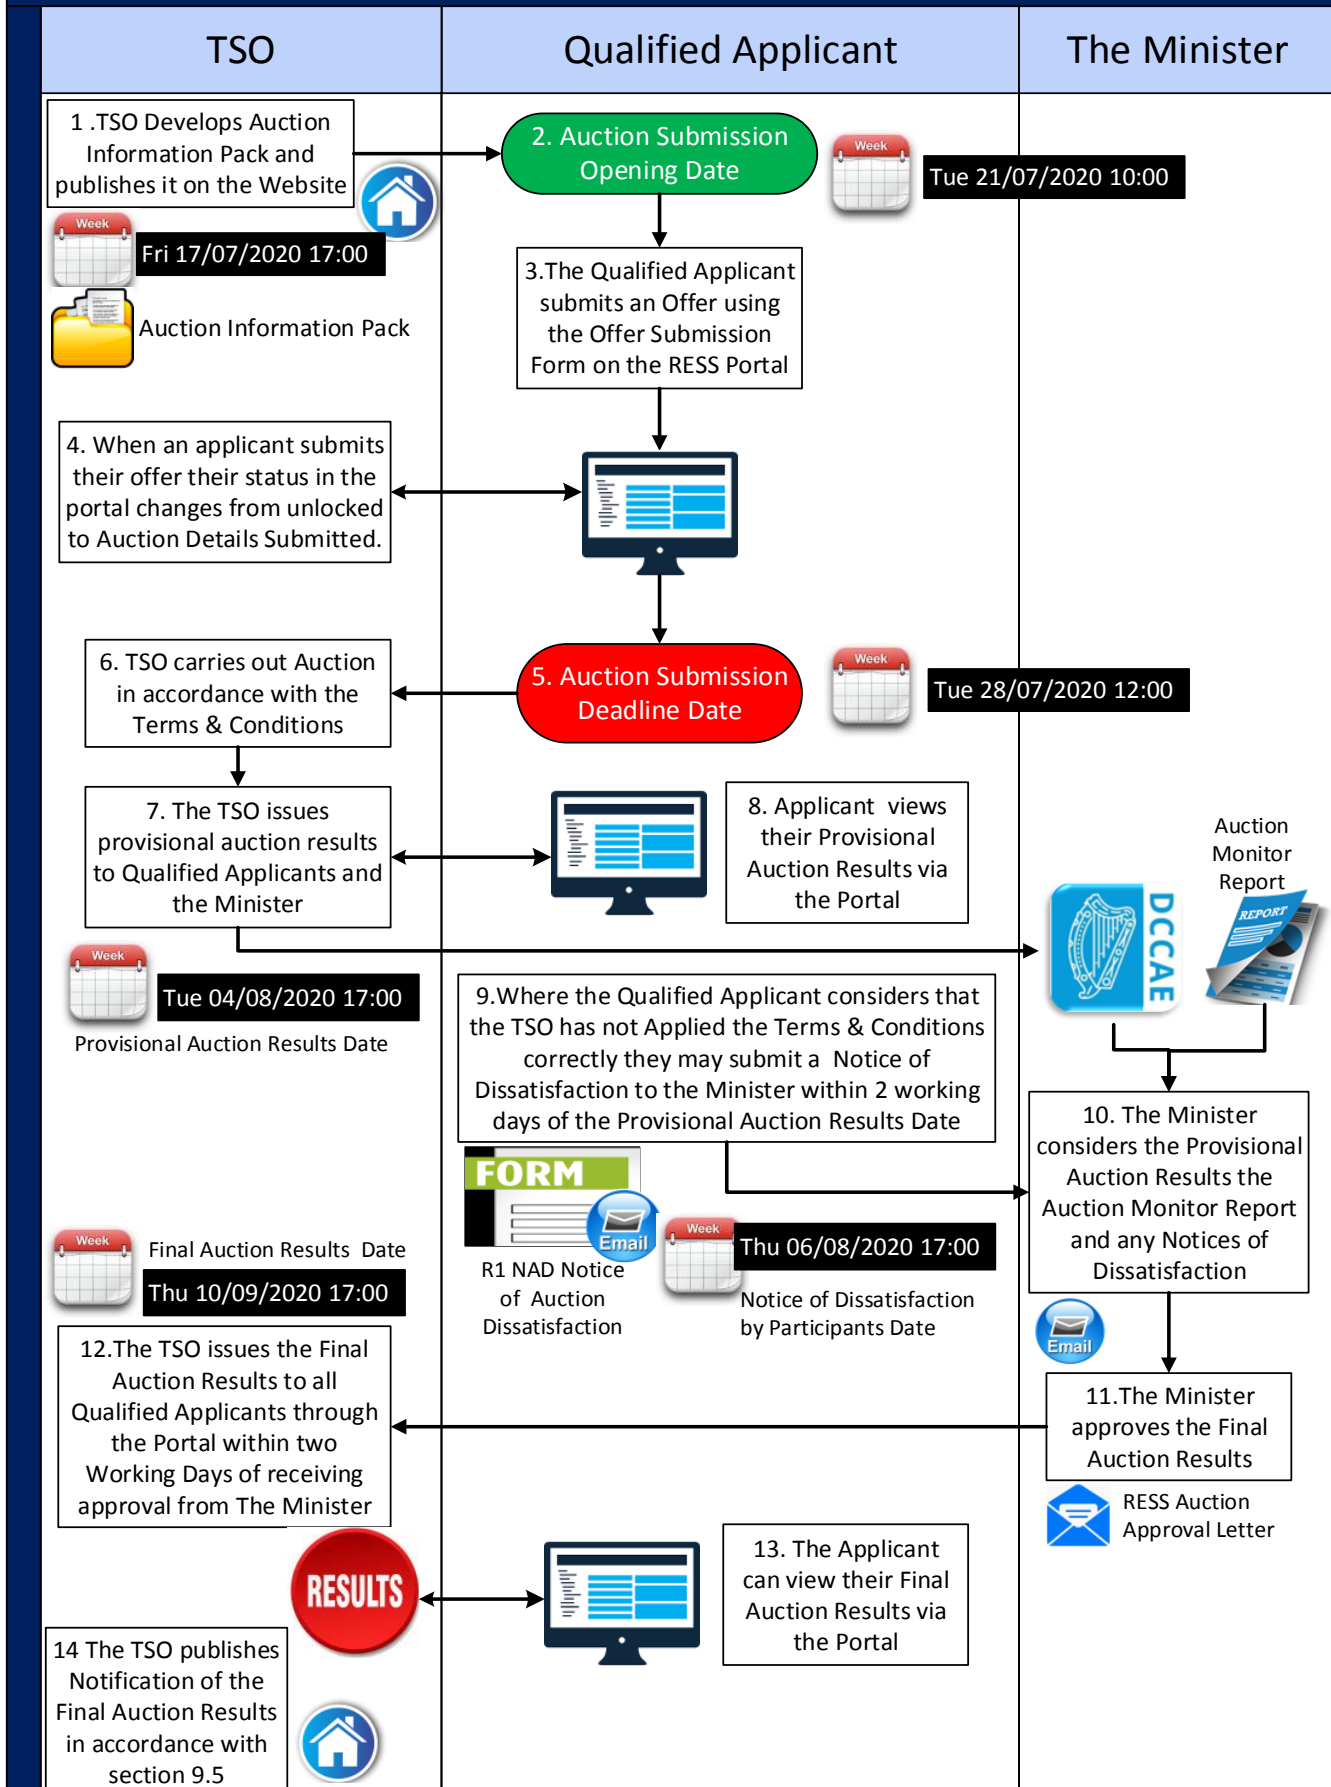 TSO
Qualified Applicant
The Minister
1 .TSO Develops Auction
Information Pack and
publishes it on the Website
Week
Fri 17/07/2020 17:00
Auction Information Pack
2. Auction Submission
Opening Date
Week
Tue 21/07/2020 10:00
3.The Qualified Applicant
submits an Offer using
the Offer Submission
Form on the RESS Portal
4. When an applicant submits
their offer their status in the
portal changes from unlocked
to Auction Details Submitted.
5. Auction Submission
Deadline Date
Week
Tue 28/07/2020 12:00
6. TSO carries out Auction
in accordance with the
Terms & Conditions
7. The TSO issues
provisional auction results
to Qualified Applicants and
the Minister
8. Applicant views
their Provisional
Auction Results via
the Portal
Auction
Monitor
Report
REPORT
DCCAE
Week
Tue 04/08/2020 17:00
Provisional Auction Results Date
9.Where the Qualified Applicant considers that
the TSO has not Applied the Terms & Conditions
correctly they may submit a Notice of
Dissatisfaction to the Minister within 2 working
days of the Provisional Auction Results Date
FORM
Email
R1 NAD Notice
of Auction
Dissatisfaction
Week
Thu 06/08/2020 17:00
Notice of Dissatisfaction
by Participants Date
10. The Minister
considers the Provisional
Auction Results the
Auction Monitor Report
and any Notices of
Dissatisfaction
Email
11.The Minister
approves the Final
Auction Results
RESS Auction
Approval Letter
Week
Final Auction Results Date
Thu 10/09/2020 17:00
12.The TSO issues the Final
Auction Results to all
Qualified Applicants through
the Portal within two
Working Days of receiving
approval from The Minister
RESULTS
13. The Applicant
can view their Final
Auction Results via
the Portal
14 The TSO publishes
Notification of the
Final Auction Results
in accordance with
section 9.5